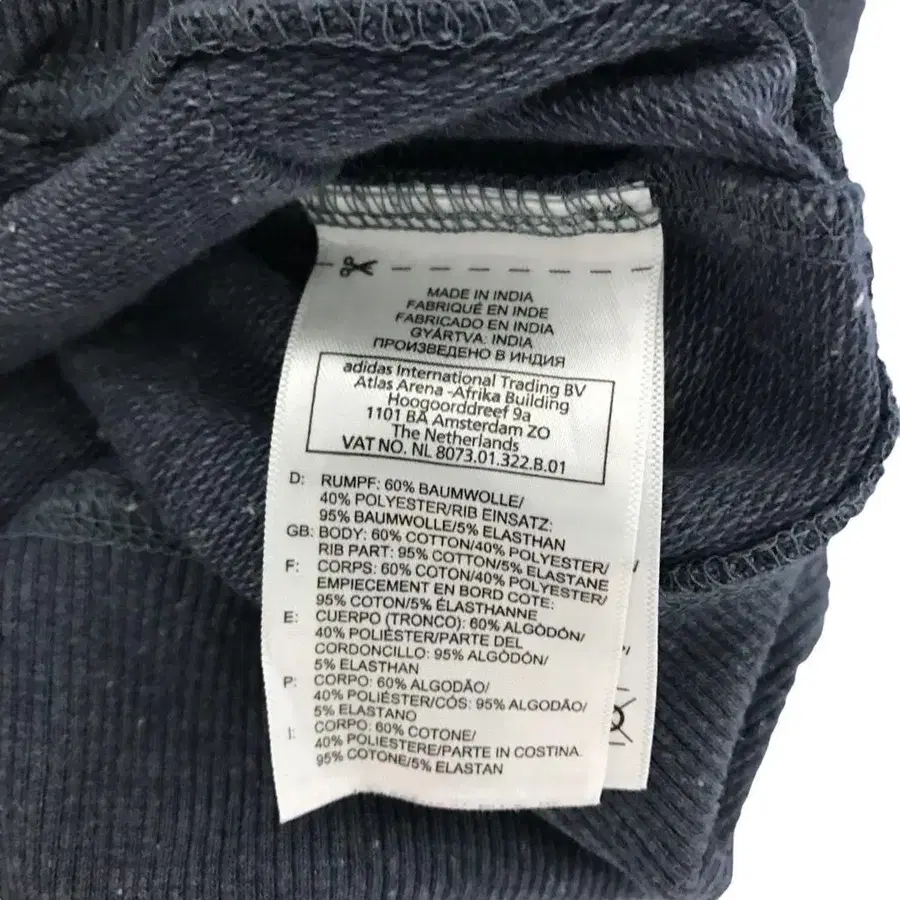 MADE IN INDIA
FABRIQUÉ EN INDE
FABRICADO EN INDIA
GYÁRTVA: INDIA
ПРОИЗВЕДЕНО В ИНДИЯ
adidas International Trading BV
Atlas Arena -Afrika Building
Hoogoorddreef 9a
1101 BA Amsterdam ZO
The Netherlands
VAT NO. NL 8073.01.322.B.01
D: RUMPF: 60% BAUMWOLLE/
40% POLYESTER/RIB EINSATZ:
95% BAUMWOLLE/5% ELASTHAN
GB: BODY: 60% COTTON/40% POLYESTER/
RIB PART: 95% COTTON/5% ELASTANE
F: CORPS: 60% COTON/40% POLYESTER/
EMPIECEMENT EN BORD COTE:
95% COTON/5% ÉLASTHANNE
E: CUERPO (TRONCO): 60% ALGODÓN/
40% POLIÉSTER/PARTE DEL
CORDONCILLO: 95% ALGODÓN/
5% ELASTHAN
P: CORPO: 60% ALGODÃO/
40% POLIÉSTER/CÓS: 95% ALGODÃO/
5% ELASTANO
I: CORPO: 60% COTONE/
40% POLIESTERE/PARTE IN COSTINA.
95% COTONE/5% ELASTAN